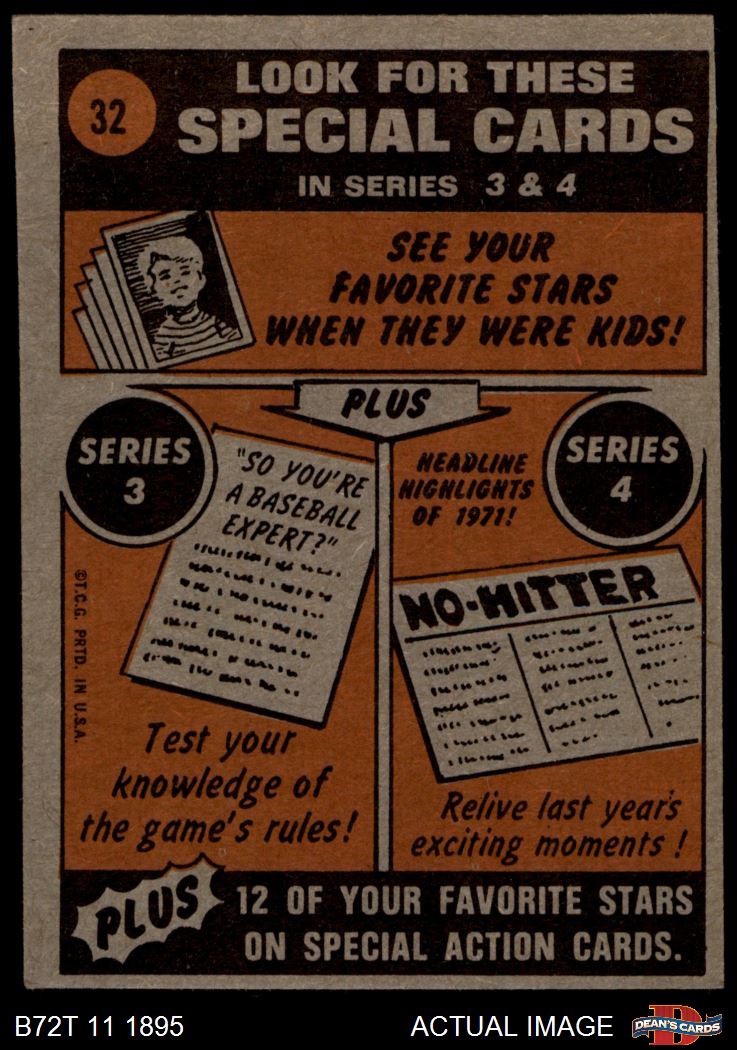 32
LOOK FOR THESE
SPECIAL CARDS
IN SERIES 3 & 4
SEE YOUR
FAVORITE STARS
WHEN THEY WERE KIDS!
PLUS
SERIES
3
"SO YOU'RE
A BASEBALL
EXPERT?"
HEADLINE
HIGHLIGHTS
OF 1971!
SERIES
4
NO-HITTER
©T.C.G. PRTD. IN U.S.A.
Test your
knowledge of
the game's rules!
Relive last year's
exciting moments!
PLUS
12 OF YOUR FAVORITE STARS
ON SPECIAL ACTION CARDS.
B72T 11 1895
ACTUAL IMAGE
D
DEAN'S CARDS